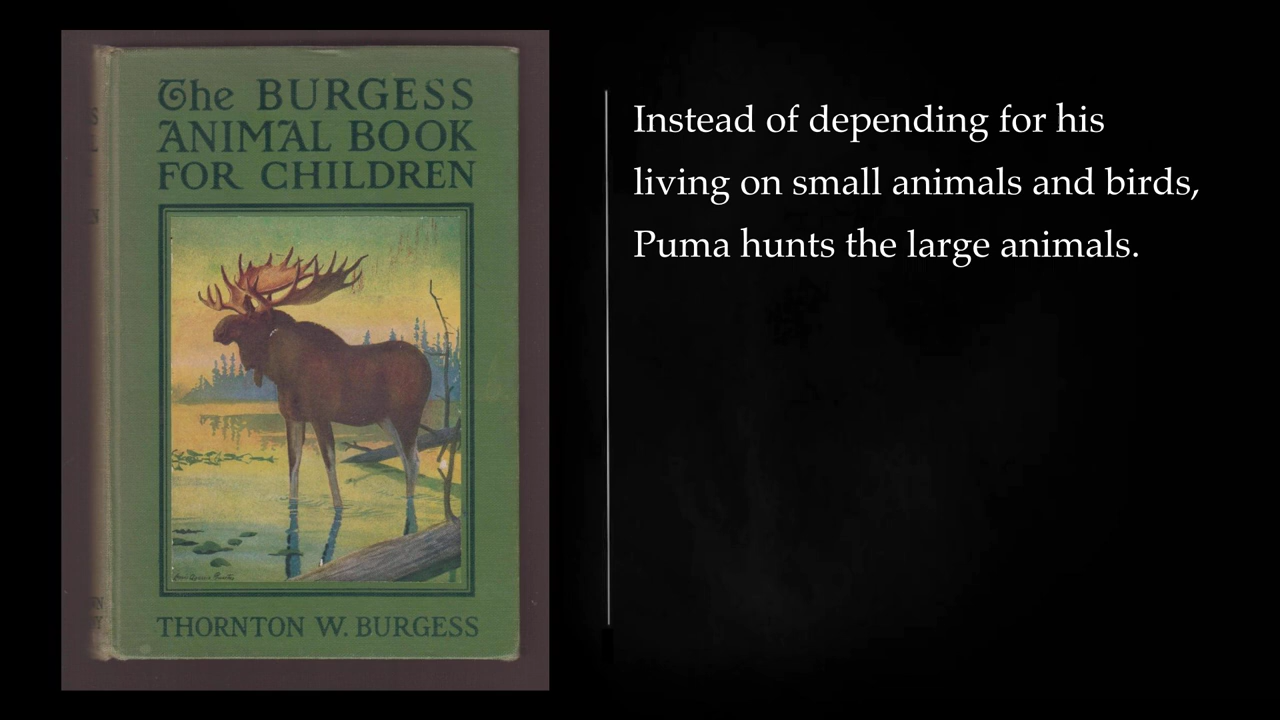 The BURGESS
ANIMAL BOOK
FOR CHILDREN
THORNTON W. BURGESS
Instead of depending for his
living on small animals and birds,
Puma hunts the large animals.